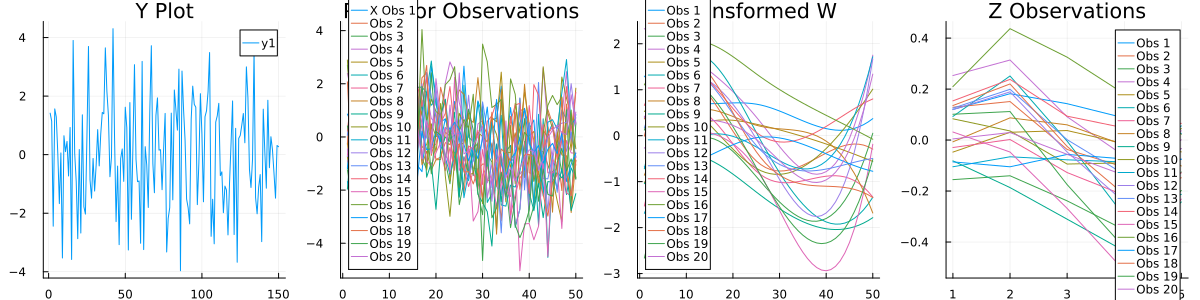 Y Plot
y1
4
2
0
−2
−4
0
50
100
150
or Observations
X Obs 1
Obs 2
Obs 3
Obs 4
Obs 5
Obs 6
Obs 7
Obs 8
Obs 9
Obs 10
Obs 11
Obs 12
Obs 13
Obs 14
Obs 15
Obs 16
Obs 17
Obs 18
Obs 19
Obs 20
4
2
0
−2
−4
0
10
20
30
40
50
nsformed W
Obs 1
Obs 2
Obs 3
Obs 4
Obs 5
Obs 6
Obs 7
Obs 8
Obs 9
Obs 10
Obs 11
Obs 12
Obs 13
Obs 14
Obs 15
Obs 16
Obs 17
Obs 18
Obs 19
Obs 20
2
1
0
−1
−2
−3
0
10
20
30
40
50
Z Observations
Obs 1
Obs 2
Obs 3
Obs 4
Obs 5
Obs 6
Obs 7
Obs 8
Obs 9
Obs 10
Obs 11
Obs 12
Obs 13
Obs 14
Obs 15
Obs 16
Obs 17
Obs 18
Obs 19
Obs 20
0.4
0.2
0.0
−0.2
−0.4
1
2
3
4